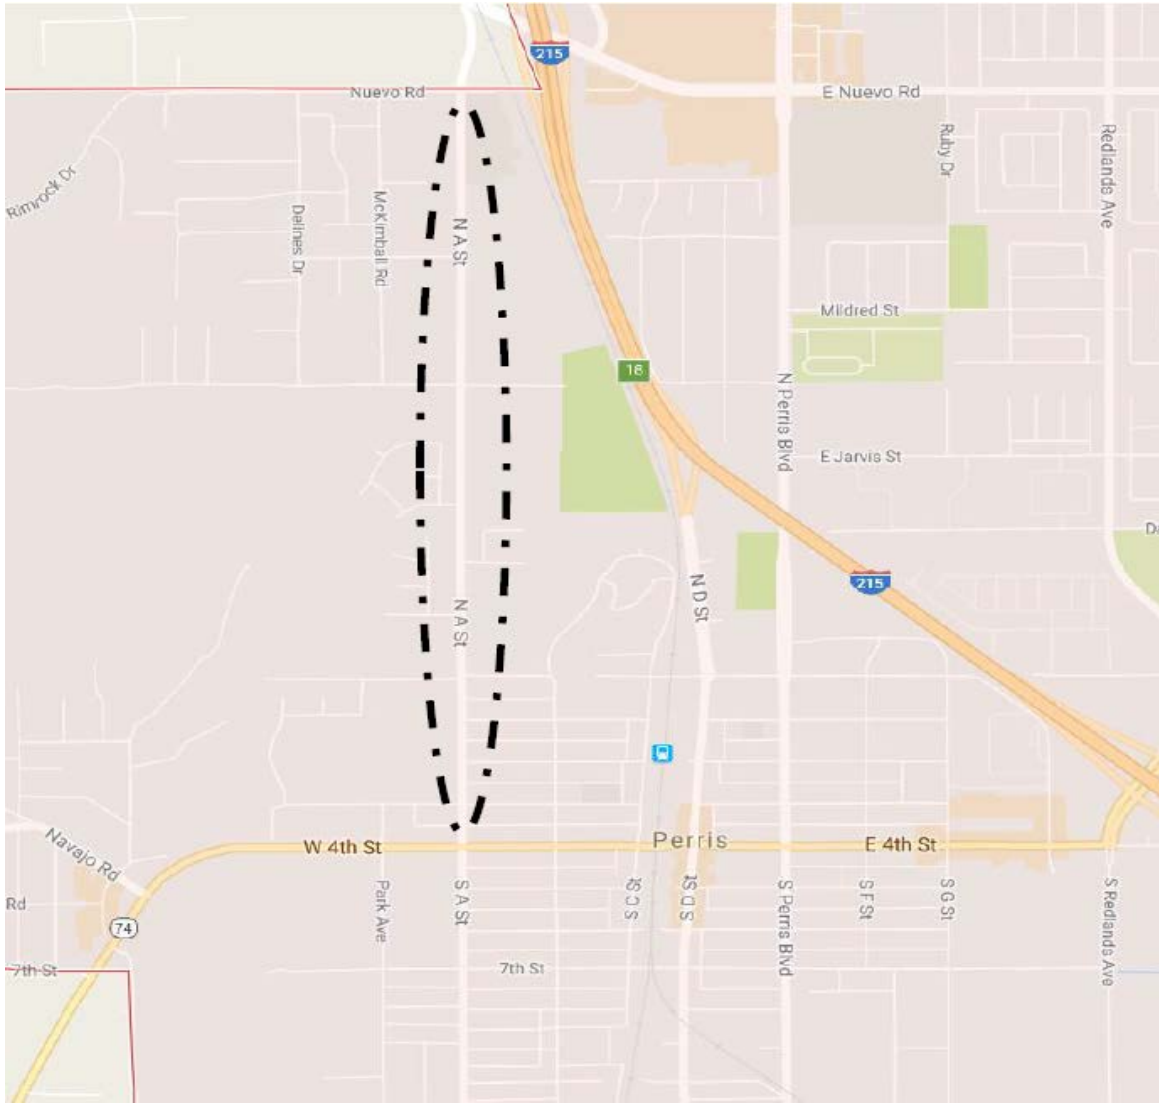 215
Nuevo Rd
E Nuevo Rd
Ruby Dr
Redlands Ave
Rimrock Dr
Delines Dr
McKimball Rd
N A St
Mildred St
18
N Perris Blvd
E Jarvis St
D
215
N A St
N D St
W 4th St
Perris
E 4th St
Navajo Rd
Rd
74
Park Ave
S A St
S C St
S D St
S Perris Blvd
S F St
S G St
S Redlands Ave
7th St
7th St